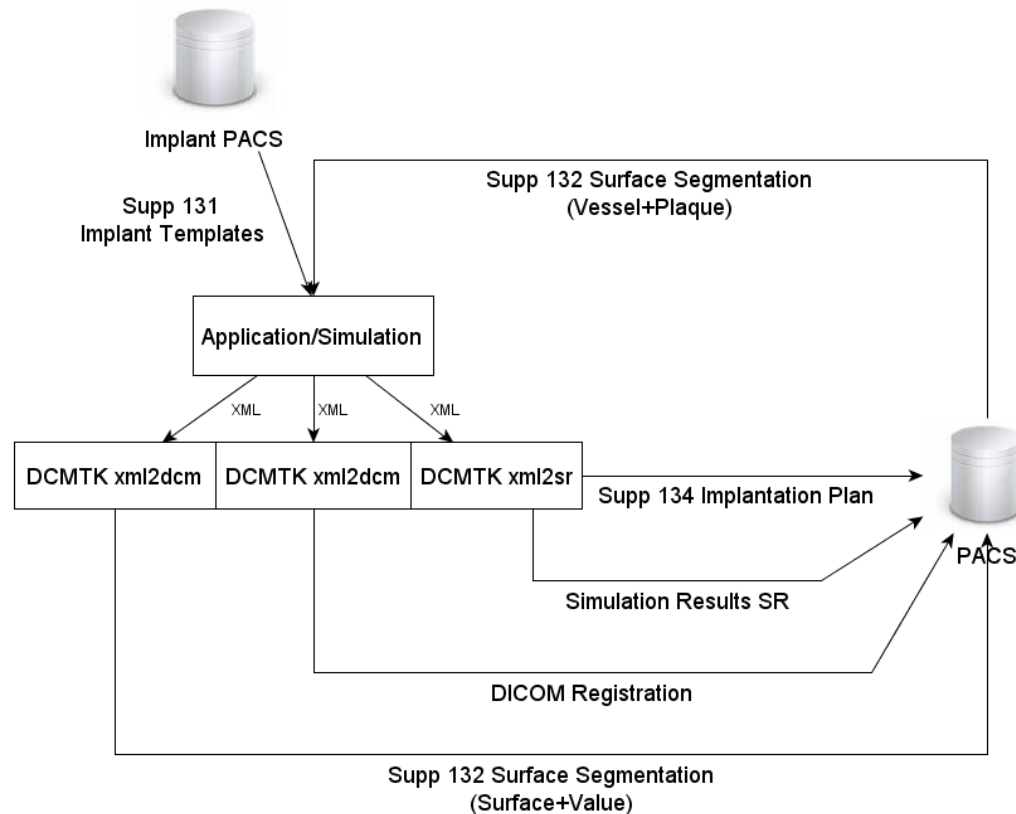 Implant PACS
Supp 132 Surface Segmentation
(Vessel+Plaque)
Supp 131
Implant Templates
Application/Simulation
XML
XML
XML
DCMTK xml2dcm
DCMTK xml2dcm
DCMTK xml2sr
Supp 134 Implantation Plan
PACS
Simulation Results SR
DICOM Registration
Supp 132 Surface Segmentation
(Surface+Value)